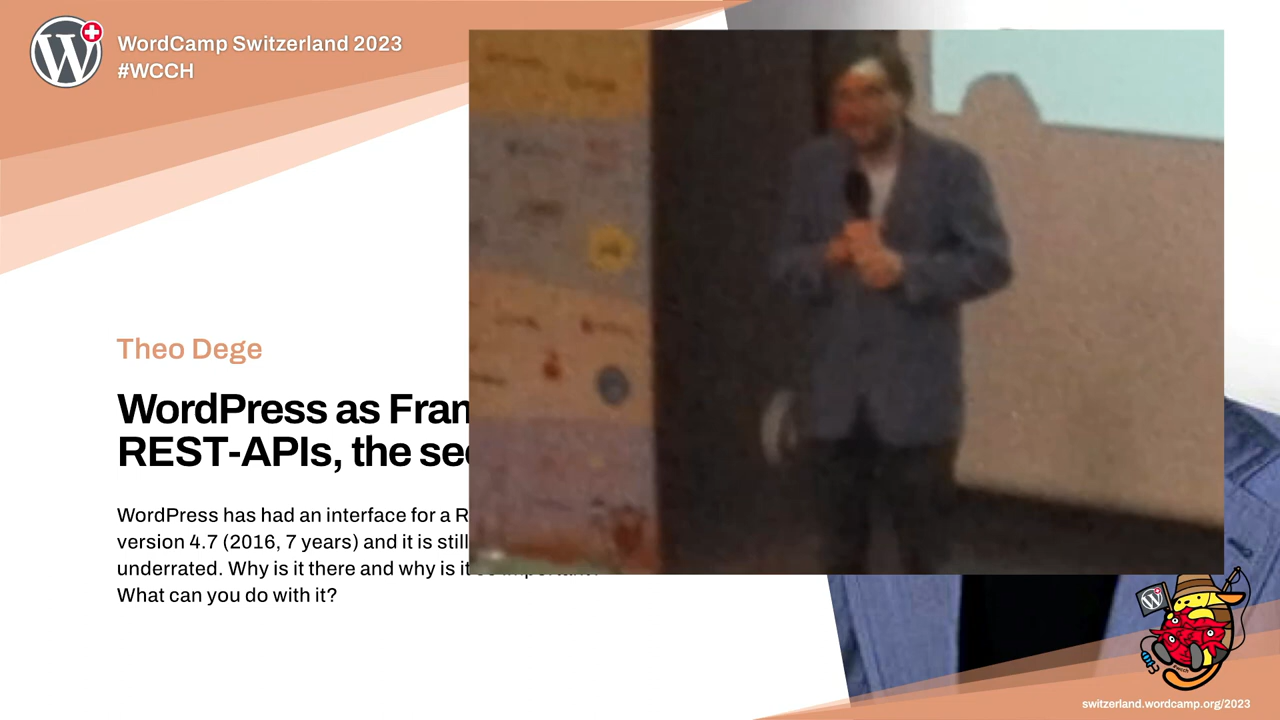 WordCamp Switzerland 2023
#WCCH
Theo Dege
WordPress as
REST-APIs, the
WordPress has had an interface for a
version 4.7 (2016, 7 years) and it is still
underrated. Why is it there and why is it so important?
What can you do with it?
switzerland.wordcamp.org/2023